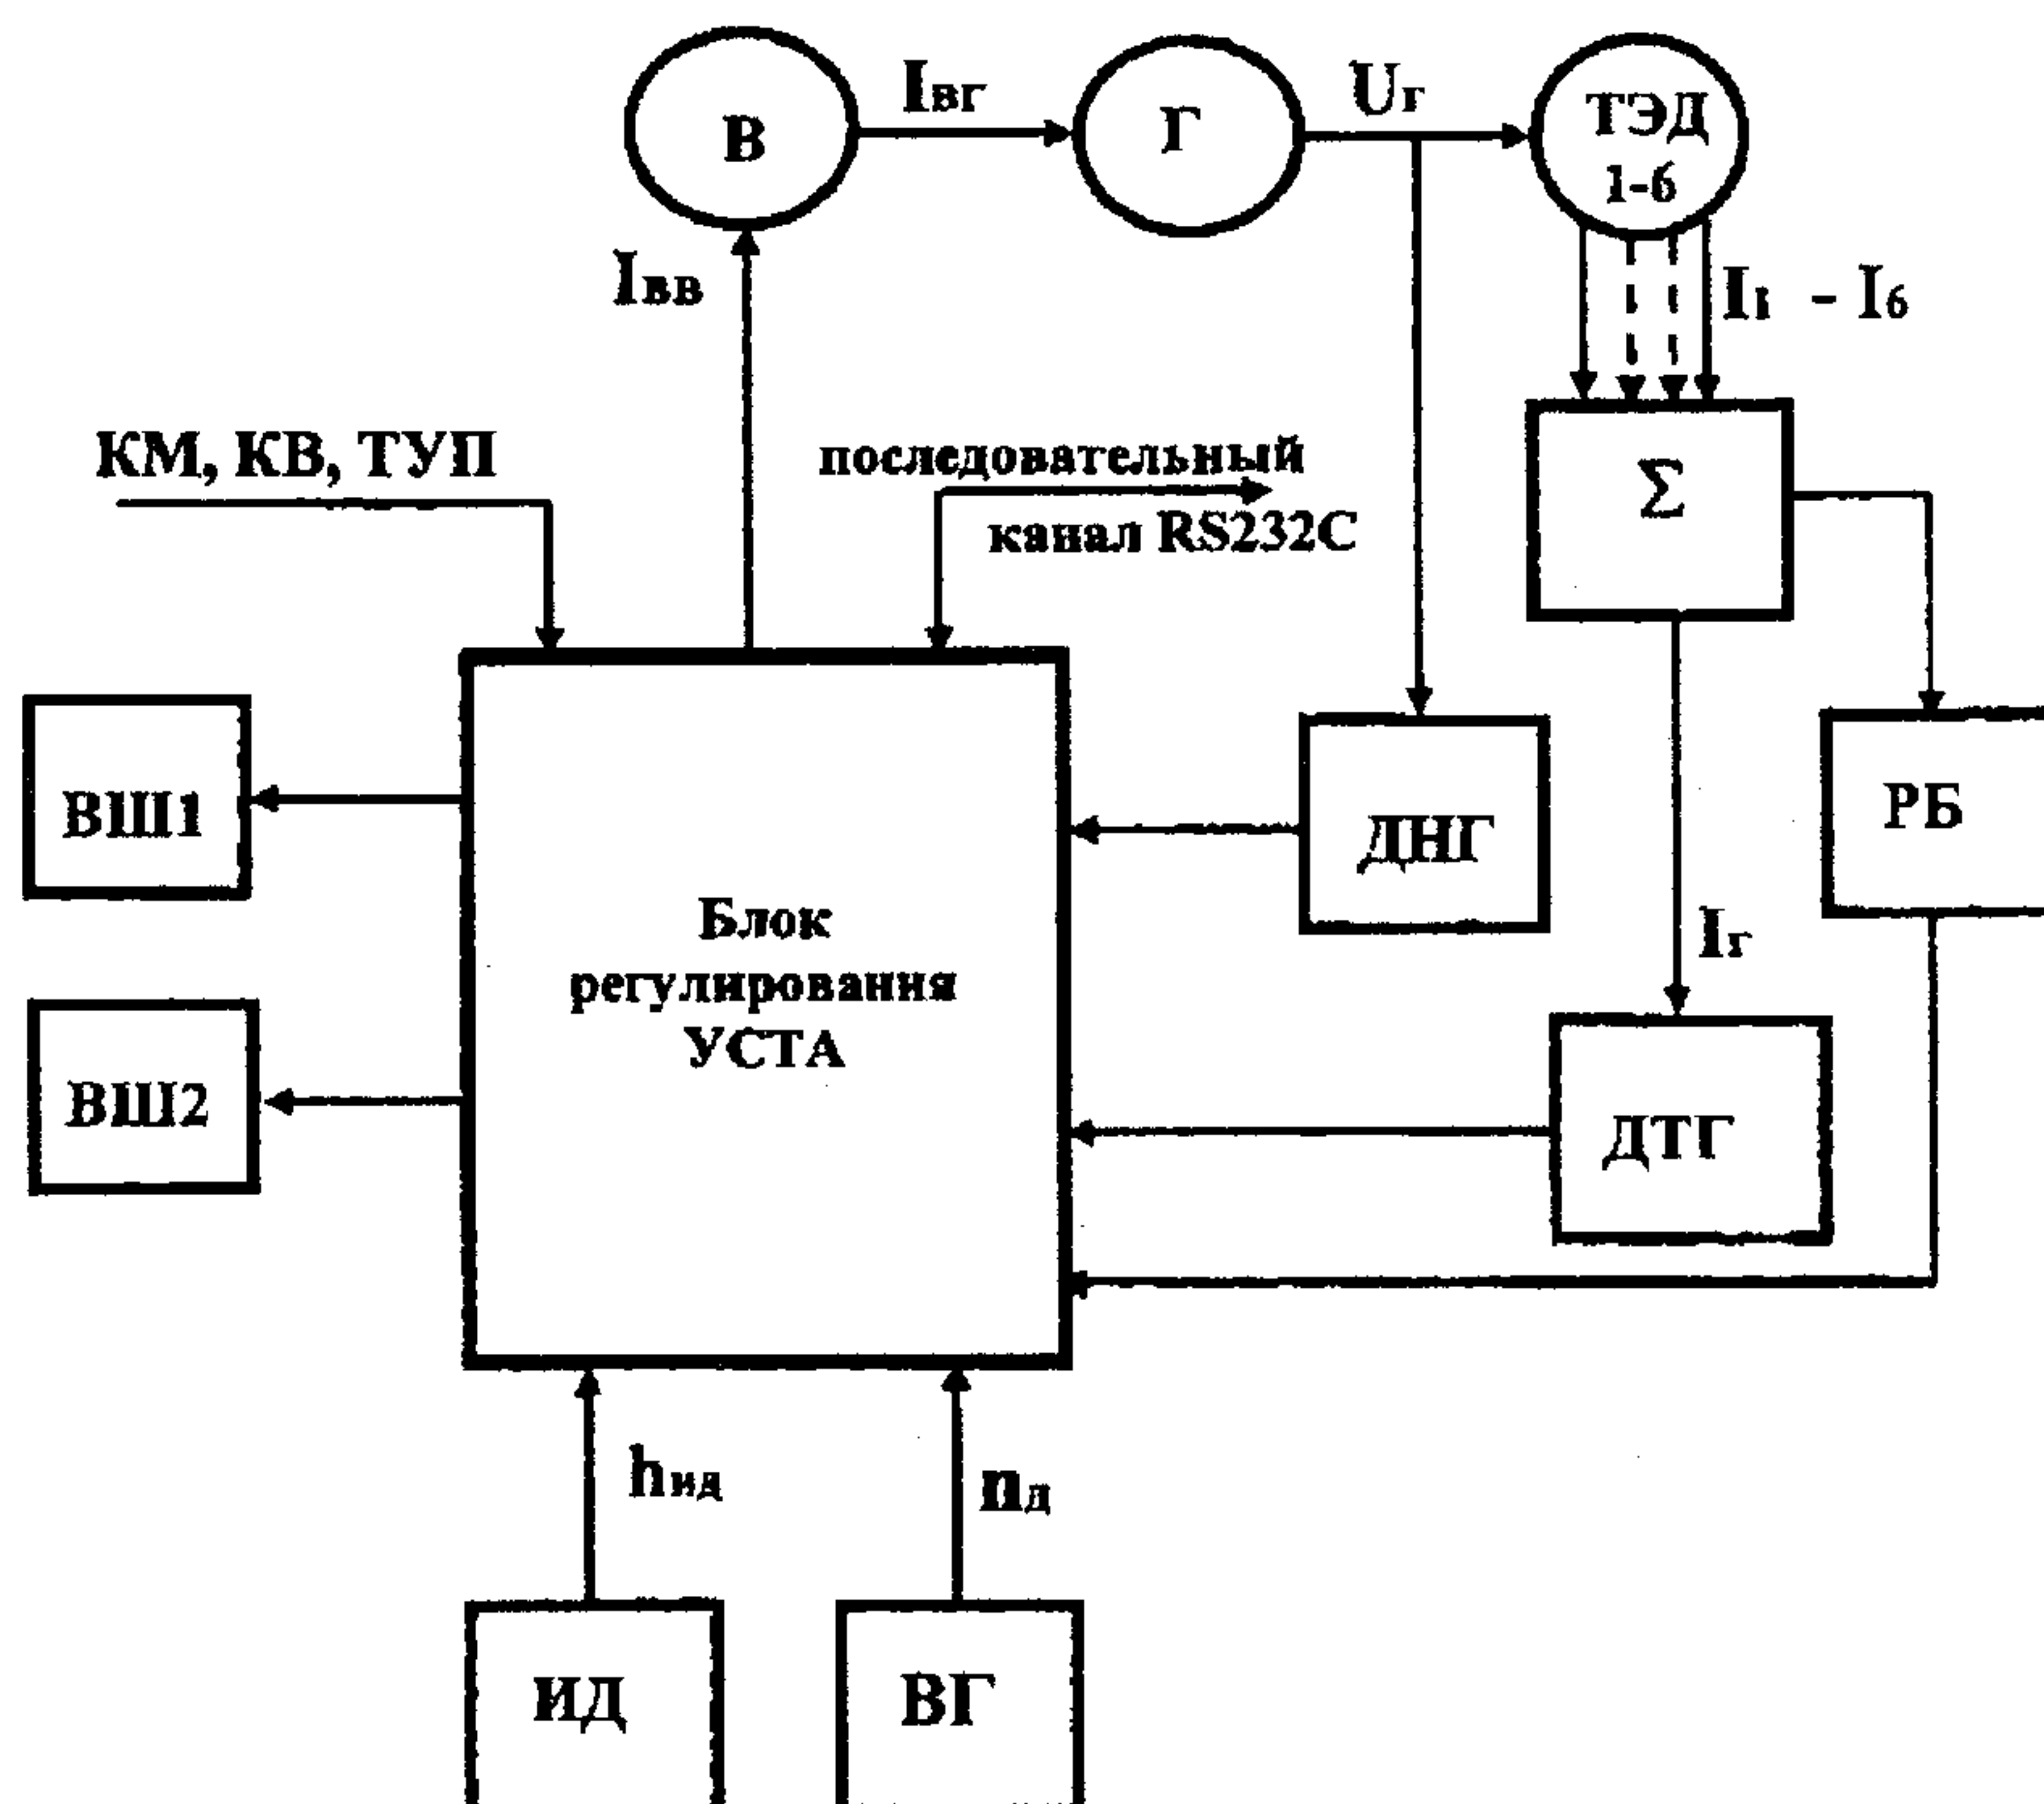 В
Iвг
Г
Uг
ТЭД
1-6
Iвв
I1 - I6
КМ, КВ, ТУП
последовательный
канал RS232C
Σ
ВШ1
ДНГ
РБ
Блок
регулирования
УСТА
Iг
ВШ2
ДТГ
hид
nд
ИД
ВГ